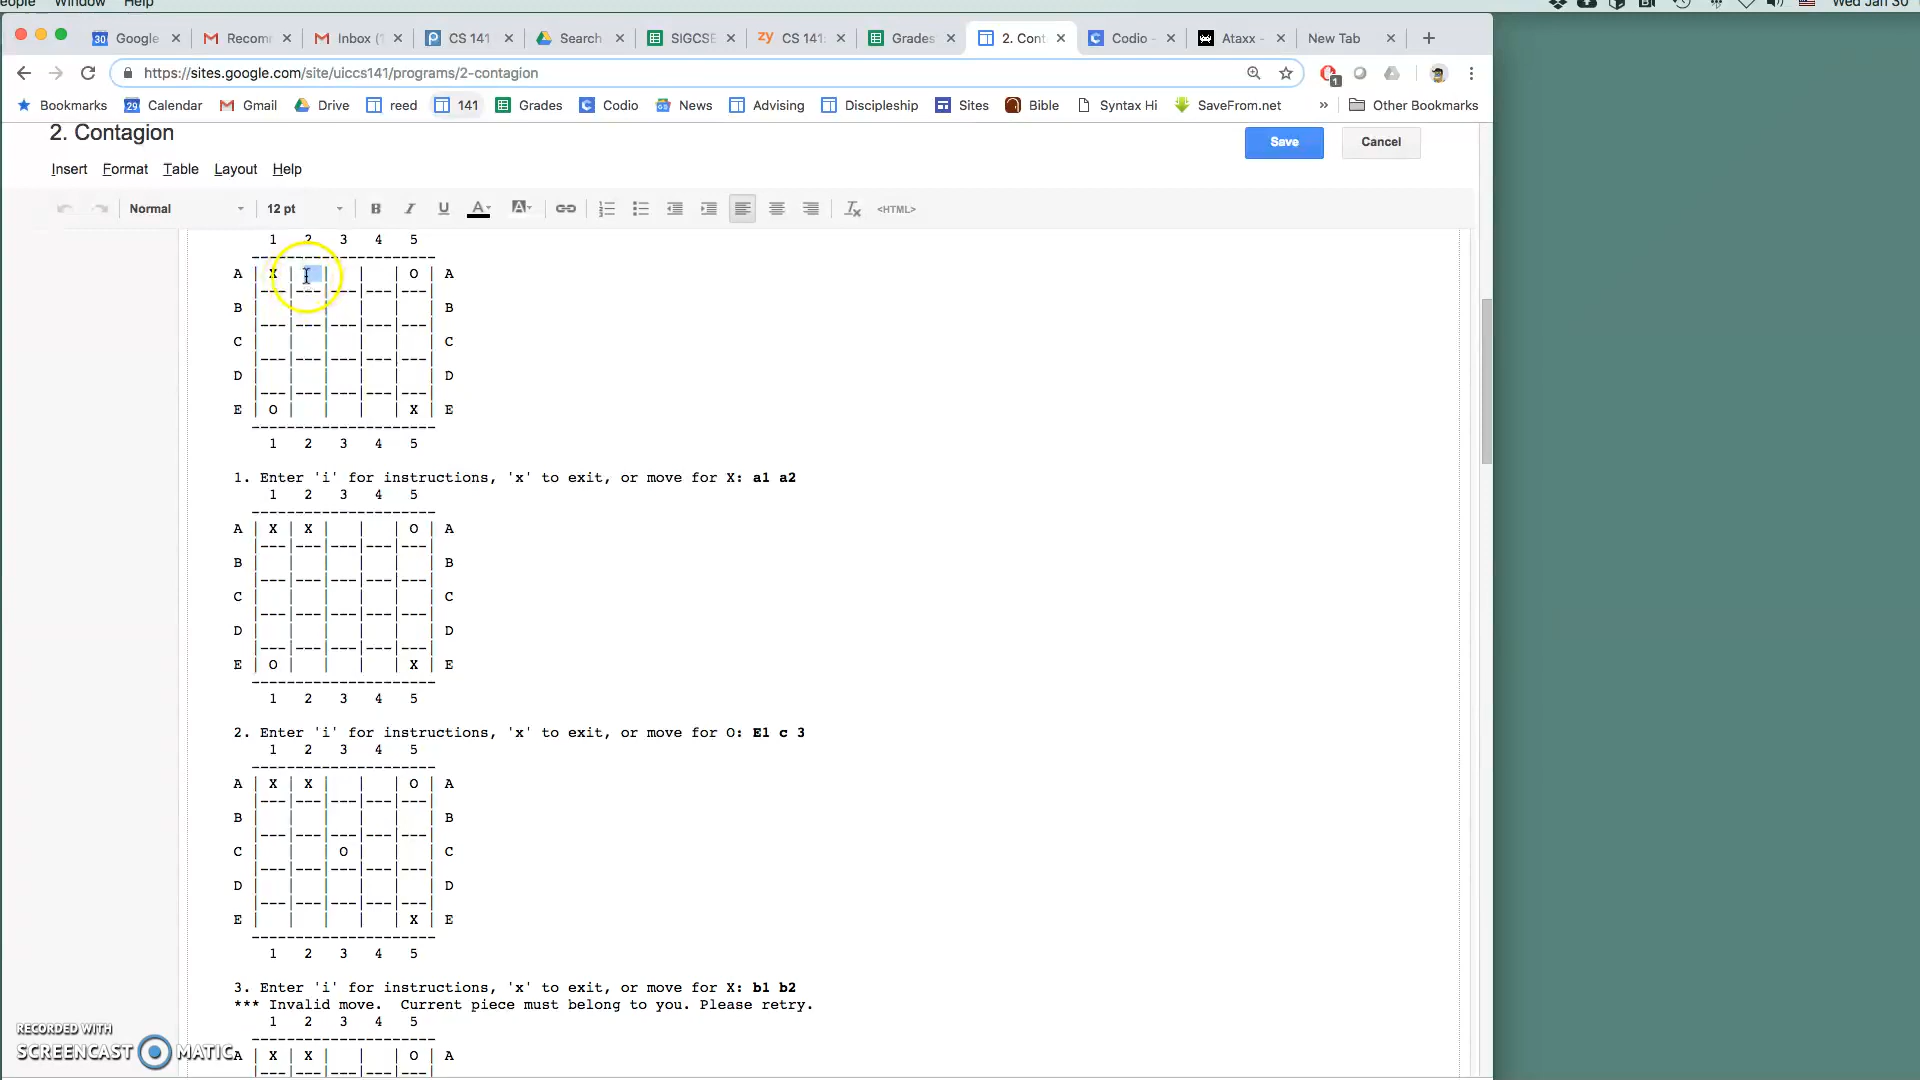 eople Window Help Wed Jan 30
Google Recomm Inbox (1 CS 141 Search SIGCSE CS 141: Grades 2. Cont Codio - Ataxx - New Tab
https://sites.google.com/site/uiccs141/programs/2-contagion
Bookmarks Calendar Gmail Drive reed 141 Grades Codio News Advising Discipleship Sites Bible Syntax Hi SaveFrom.net » Other Bookmarks
2. Contagion
Save Cancel
Insert Format Table Layout Help
Normal 12 pt B I U A A <HTML>
1 2 3 4 5
---------------------
A | X | | | | O | A
|---|---|---|---|---|
B | | | | | | B
|---|---|---|---|---|
C | | | | | | C
|---|---|---|---|---|
D | | | | | | D
|---|---|---|---|---|
E | O | | | | X | E
---------------------
1 2 3 4 5
1. Enter 'i' for instructions, 'x' to exit, or move for X: a1 a2
1 2 3 4 5
---------------------
A | X | X | | | O | A
|---|---|---|---|---|
B | | | | | | B
|---|---|---|---|---|
C | | | | | | C
|---|---|---|---|---|
D | | | | | | D
|---|---|---|---|---|
E | O | | | | X | E
---------------------
1 2 3 4 5
2. Enter 'i' for instructions, 'x' to exit, or move for O: E1 c 3
1 2 3 4 5
---------------------
A | X | X | | | O | A
|---|---|---|---|---|
B | | | | | | B
|---|---|---|---|---|
C | | | O | | | C
|---|---|---|---|---|
D | | | | | | D
|---|---|---|---|---|
E | | | | | X | E
---------------------
1 2 3 4 5
3. Enter 'i' for instructions, 'x' to exit, or move for X: b1 b2
*** Invalid move. Current piece must belong to you. Please retry.
1 2 3 4 5
---------------------
A | X | X | | | O | A
|---|---|---|---|---|
RECORDED WITH
SCREENCAST MATIC